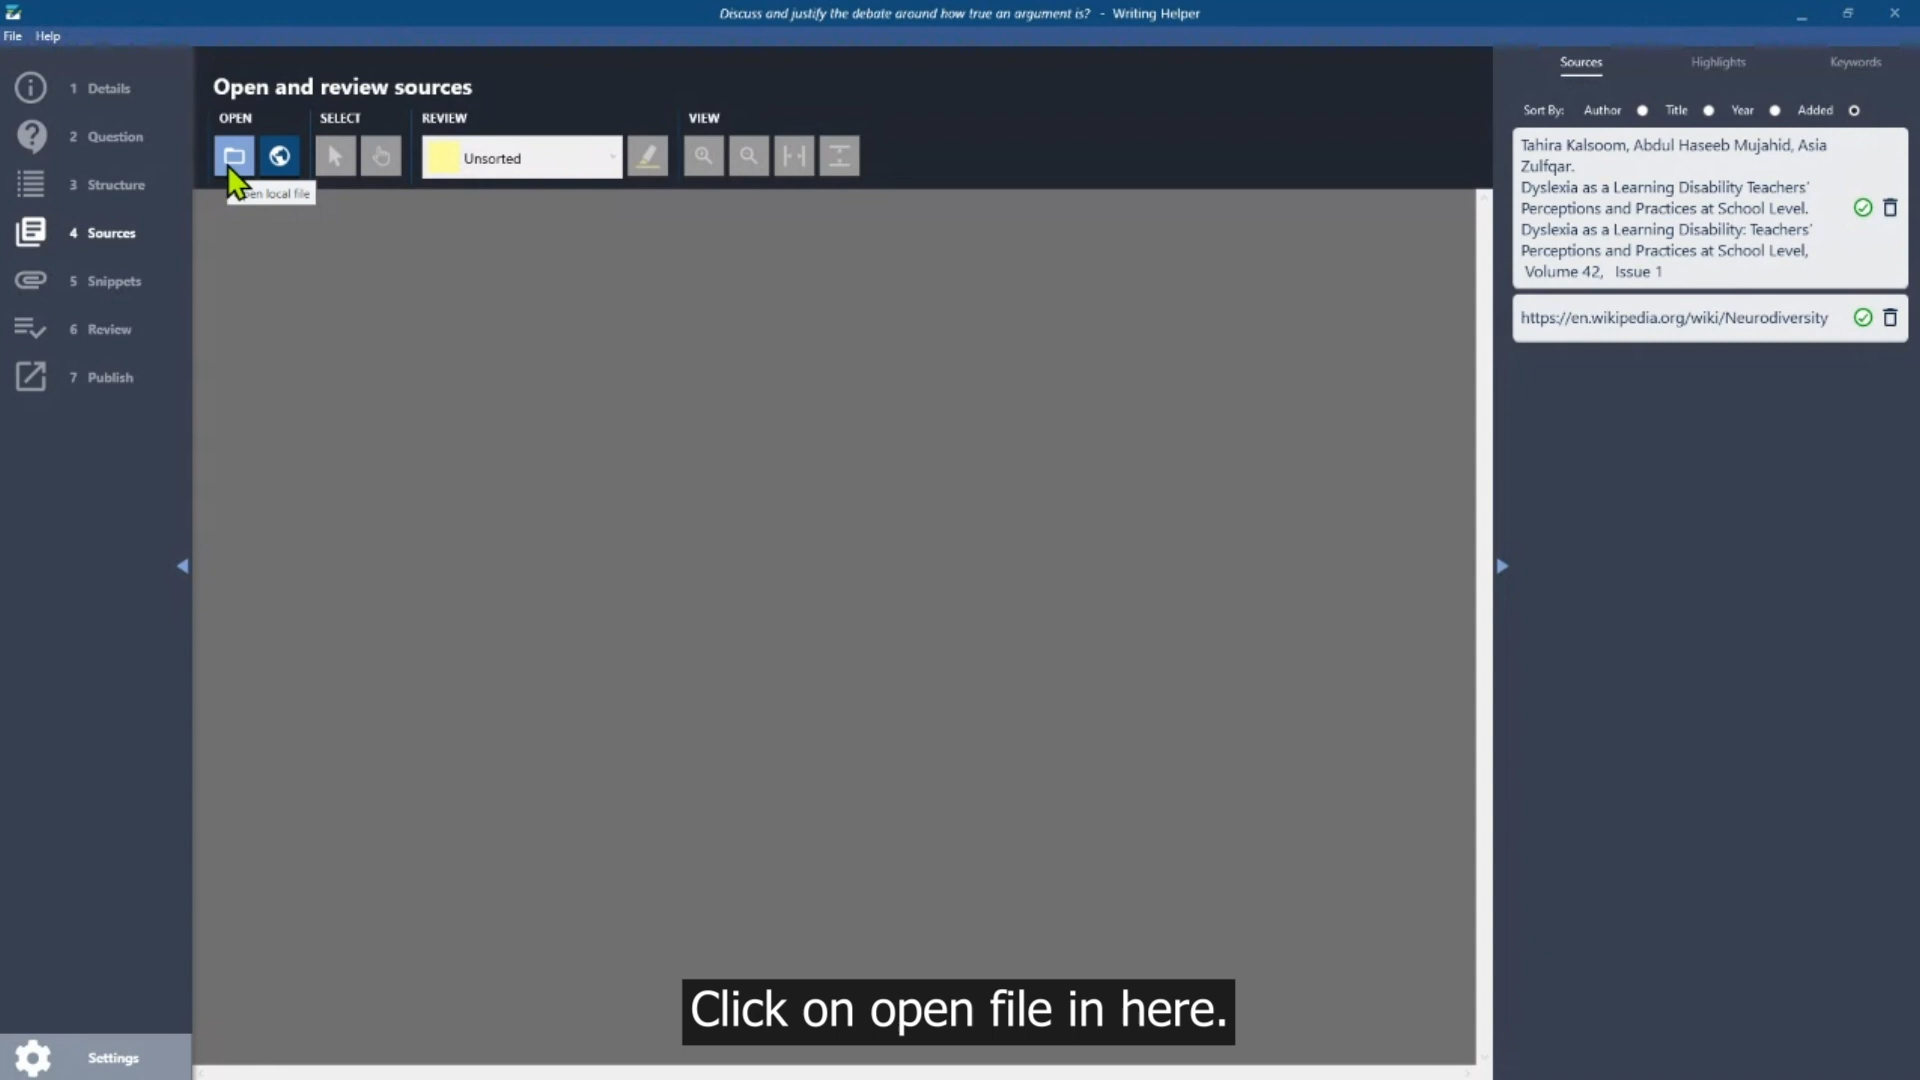 Discuss and justify the debate around how true an argument is? - Writing Helper
File Help
1 Details
2 Question
3 Structure
4 Sources
5 Snippets
6 Review
7 Publish
Settings
Open and review sources
OPEN SELECT REVIEW VIEW
Unsorted
local file
Click on open file in here.
Sources Highlights Keywords
Sort By: Author Title Year Added
Tahira Kalsoom, Abdul Haseeb Mujahid, Asia
Zulfqar.
Dyslexia as a Learning Disability Teachers'
Perceptions and Practices at School Level.
Dyslexia as a Learning Disability: Teachers'
Perceptions and Practices at School Level,
Volume 42, Issue 1
https://en.wikipedia.org/wiki/Neurodiversity